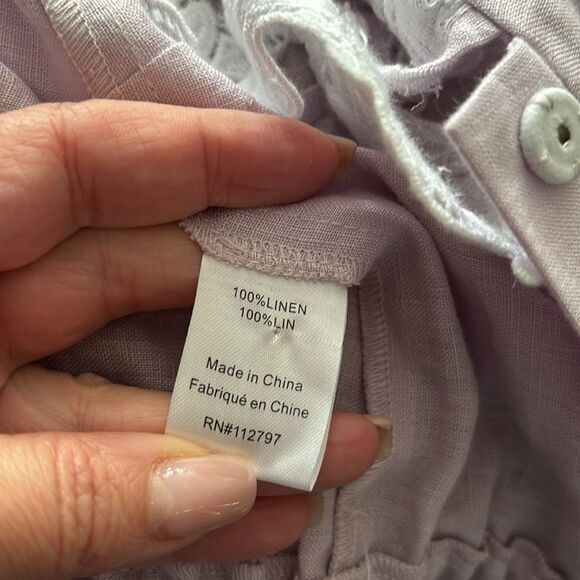 100%LINEN
100%LIN
Made in China
Fabriqué en Chine
RN#112797